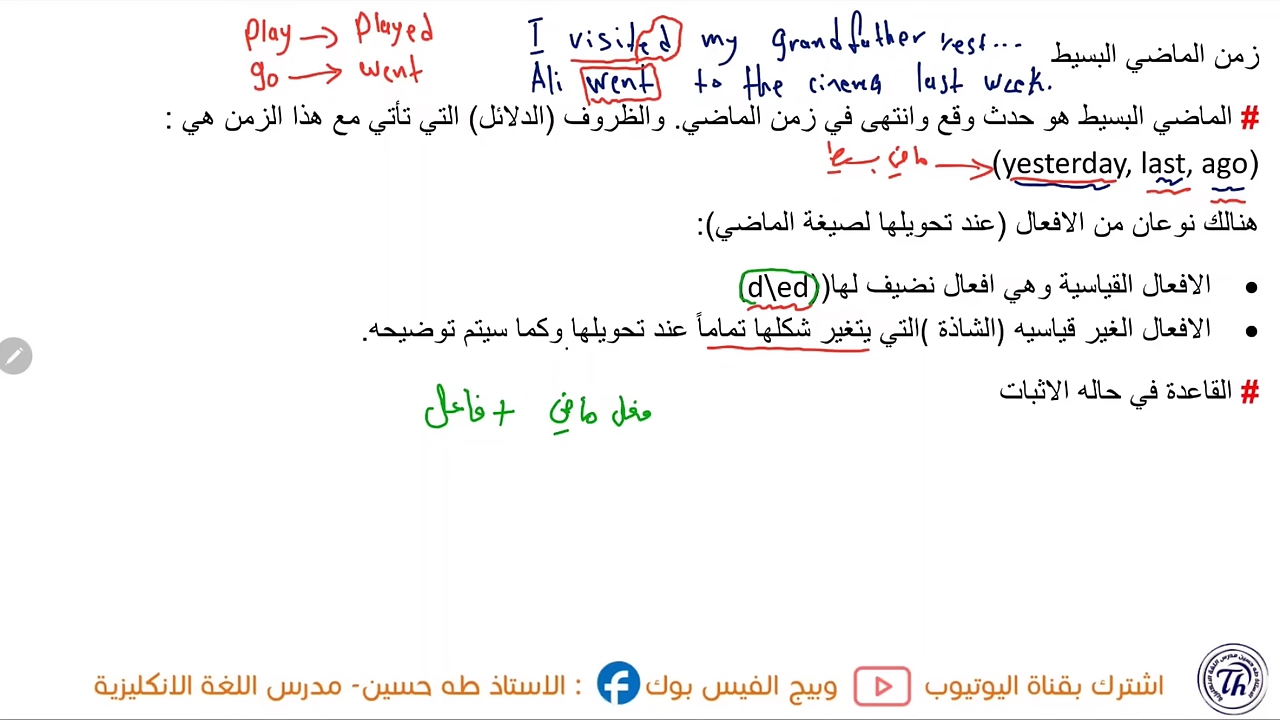 play → played
go → went
I visited my grandfather yest...
Ali went to the cinema last week.
زمن الماضي البسيط
# الماضي البسيط هو حدث وقع وانتهى في زمن الماضي. والظروف (الدلائل) التي تأتي مع هذا الزمن هي :
(yesterday, last, ago) ← ماضي بسيط
هنالك نوعان من الافعال (عند تحويلها لصيغة الماضي):
• الافعال القياسية وهي افعال نضيف لها((d\ed
• الافعال الغير قياسيه (الشاذة )التي يتغير شكلها تماماً عند تحويلها وكما سيتم توضيحه.
# القاعدة في حاله الاثبات
فعل ماضي + فاعل
اشترك بقناة اليوتيوب وبيج الفيس بوك : الاستاذ طه حسين- مدرس اللغة الانكليزية
Th